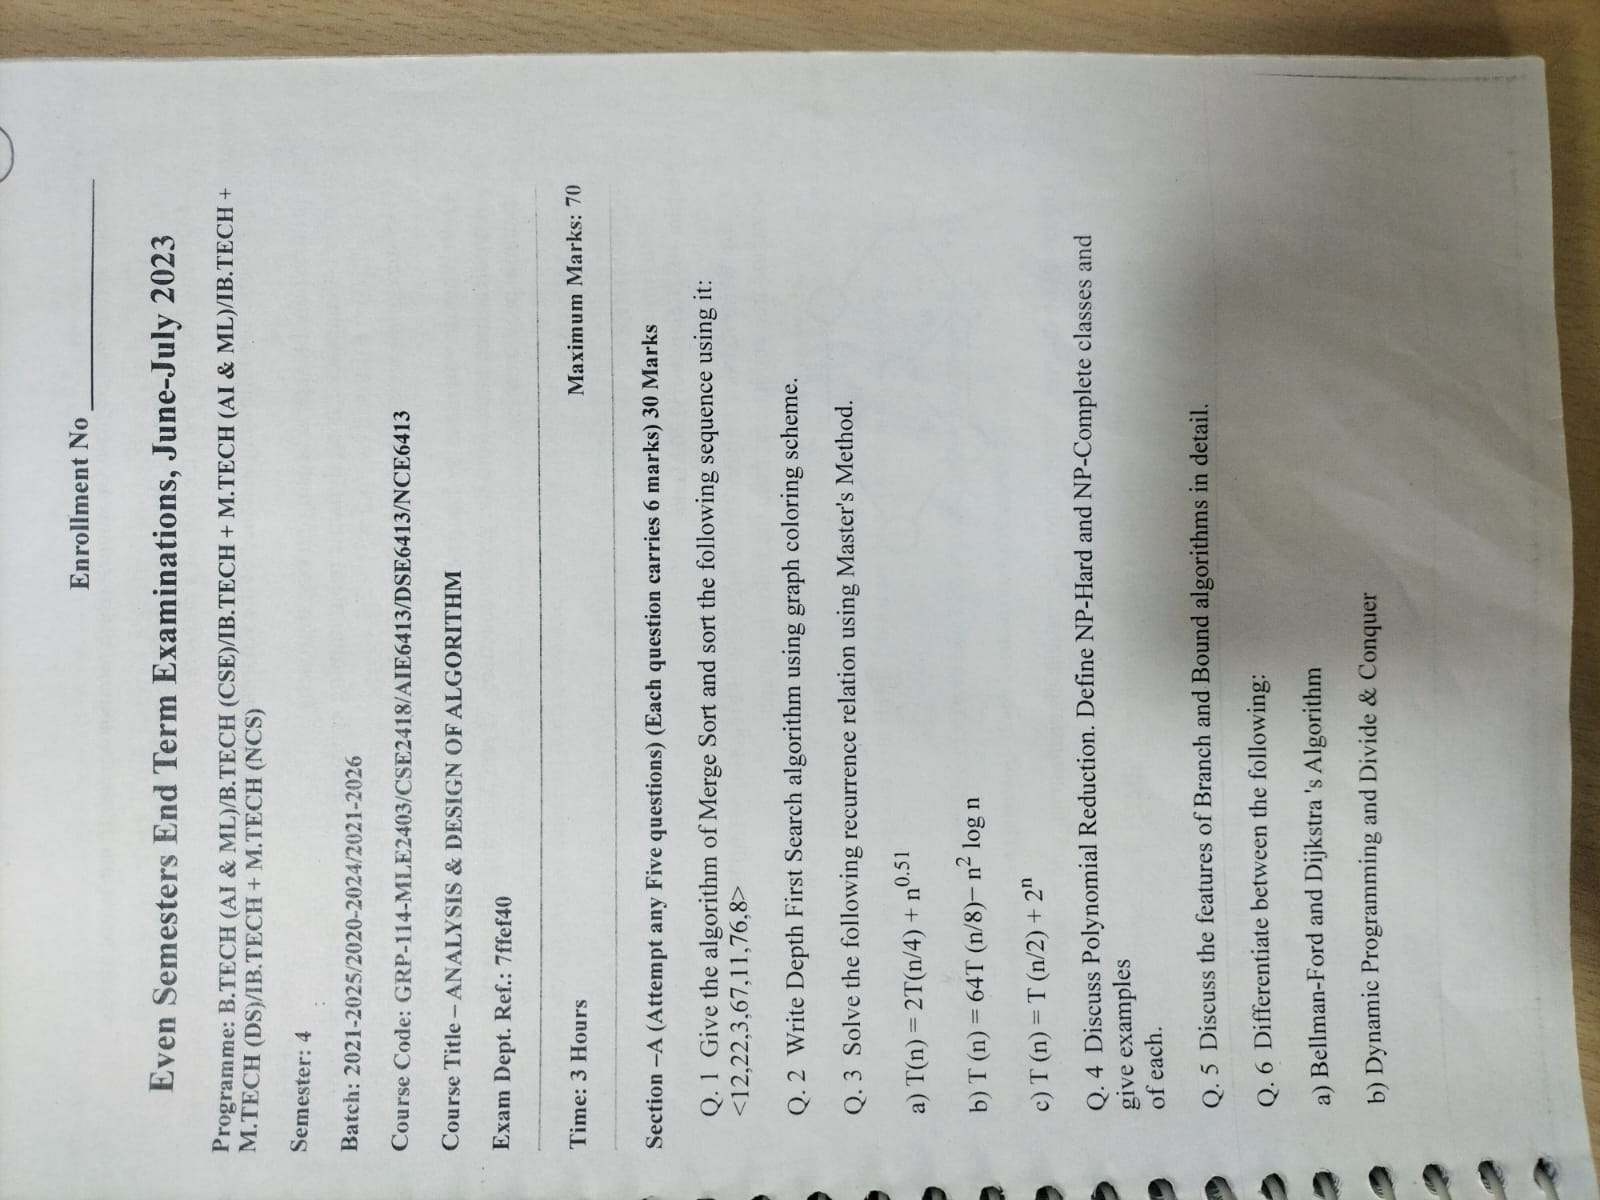 Enrollment No
Even Semesters End Term Examinations, June-July 2023
Programme: B.TECH (AI & ML)/B.TECH (CSE)/IB.TECH + M.TECH (AI & ML)/IB.TECH +
M.TECH (DS)/IB.TECH + M.TECH (NCS)
Semester: 4
Batch: 2021-2025/2020-2024/2021-2026
Course Code: GRP-114-MLE2403/CSE2418/AIE6413/DSE6413/NCE6413
Course Title – ANALYSIS & DESIGN OF ALGORITHM
Exam Dept. Ref.: 7ffef40
Time: 3 Hours Maximum Marks: 70
Section –A (Attempt any Five questions) (Each question carries 6 marks) 30 Marks
Q. 1 Give the algorithm of Merge Sort and sort the following sequence using it:
<12,22,3,67,11,76,8>
Q. 2 Write Depth First Search algorithm using graph coloring scheme.
Q. 3 Solve the following recurrence relation using Master's Method.
a) T(n) = 2T(n/4) + n^0.51
b) T (n) = 64T (n/8)– n² log n
c) T (n) = T (n/2) + 2ⁿ
Q. 4 Discuss Polynomial Reduction. Define NP-Hard and NP-Complete classes and
give examples
of each.
Q. 5 Discuss the features of Branch and Bound algorithms in detail.
Q. 6 Differentiate between the following:
a) Bellman-Ford and Dijkstra 's Algorithm
b) Dynamic Programming and Divide & Conquer